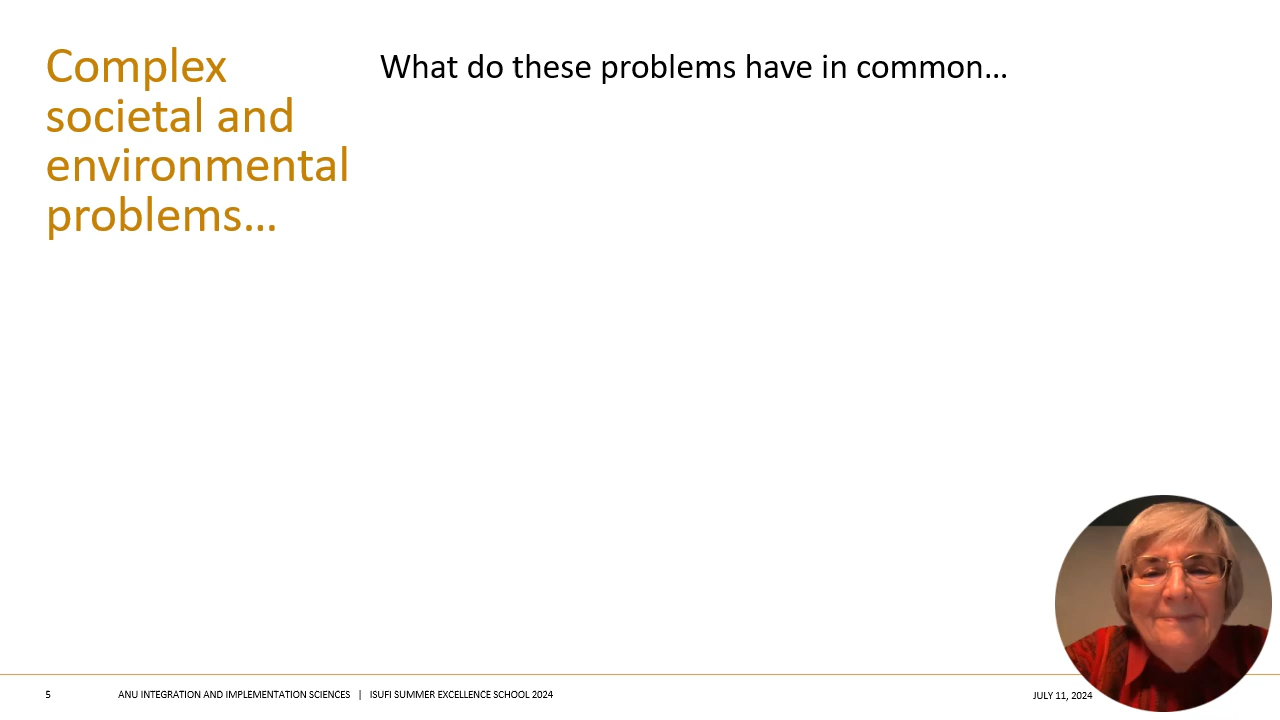 Complex
societal and
environmental
problems…
What do these problems have in common…
5
ANU INTEGRATION AND IMPLEMENTATION SCIENCES | ISUFI SUMMER EXCELLENCE SCHOOL 2024
JULY 11, 2024